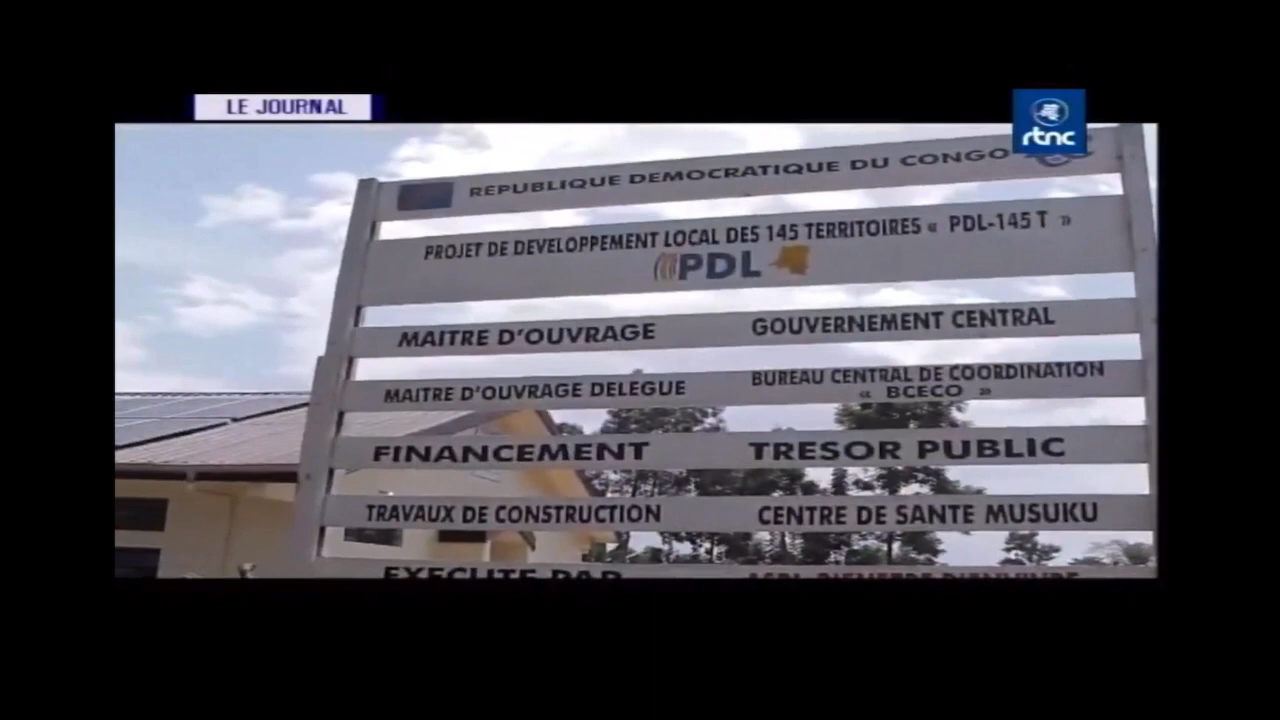 LE JOURNAL
rtnc
REPUBLIQUE DEMOCRATIQUE DU CONGO
PROJET DE DEVELOPPEMENT LOCAL DES 145 TERRITOIRES « PDL-145 T »
PDL
MAITRE D'OUVRAGE GOUVERNEMENT CENTRAL
MAITRE D'OUVRAGE DELEGUE BUREAU CENTRAL DE COORDINATION
« BCECO »
FINANCEMENT TRESOR PUBLIC
TRAVAUX DE CONSTRUCTION CENTRE DE SANTE MUSUKU
EXECUTE PAR